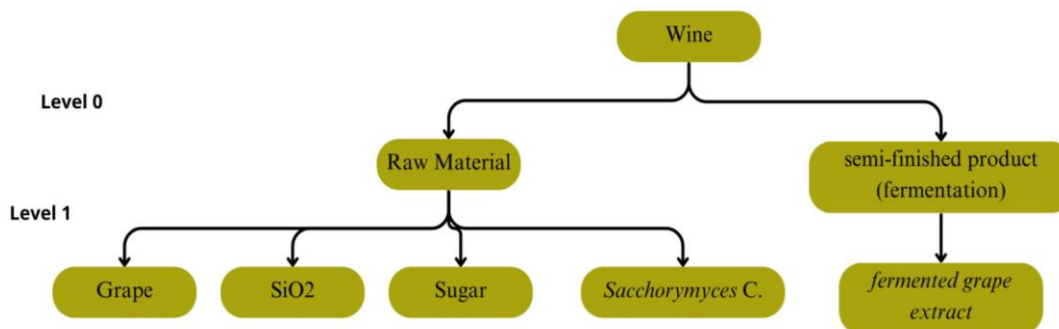 Wine
Level 0
Raw Material
semi-finished product
(fermentation)
Level 1
Grape
SiO2
Sugar
Sacchorymyces C.
fermented grape
extract